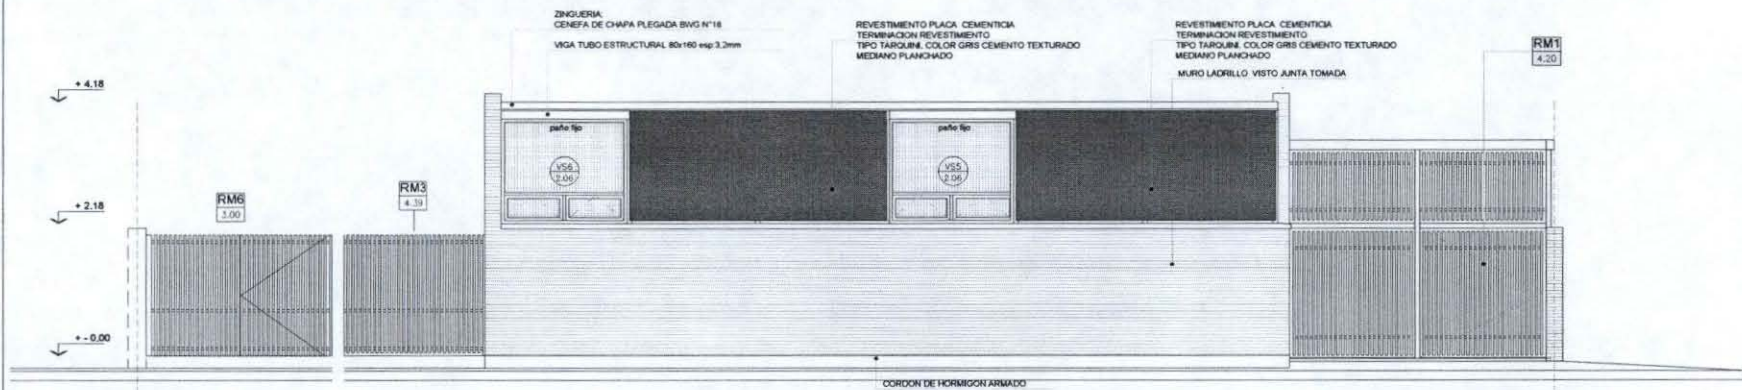 ZINGUERIA:
CENEFA DE CHAPA PLEGADA BWG N°18
VIGA TUBO ESTRUCTURAL 80x160 esp 3,2mm
REVESTIMIENTO PLACA CEMENTICIA
TERMINACION REVESTIMIENTO
TIPO TARQUINI. COLOR GRIS CEMENTO TEXTURADO
MEDIANO PLANCHADO
REVESTIMIENTO PLACA CEMENTICIA
TERMINACION REVESTIMIENTO
TIPO TARQUINI. COLOR GRIS CEMENTO TEXTURADO
MEDIANO PLANCHADO
MURO LADRILLO VISTO JUNTA TOMADA
RM1
4.20
+ 4,18
paño fijo
VS6
2.06
paño fijo
VS5
2.06
RM6
3.00
RM3
4.39
+ 2,18
+ - 0,00
CORDON DE HORMIGON ARMADO